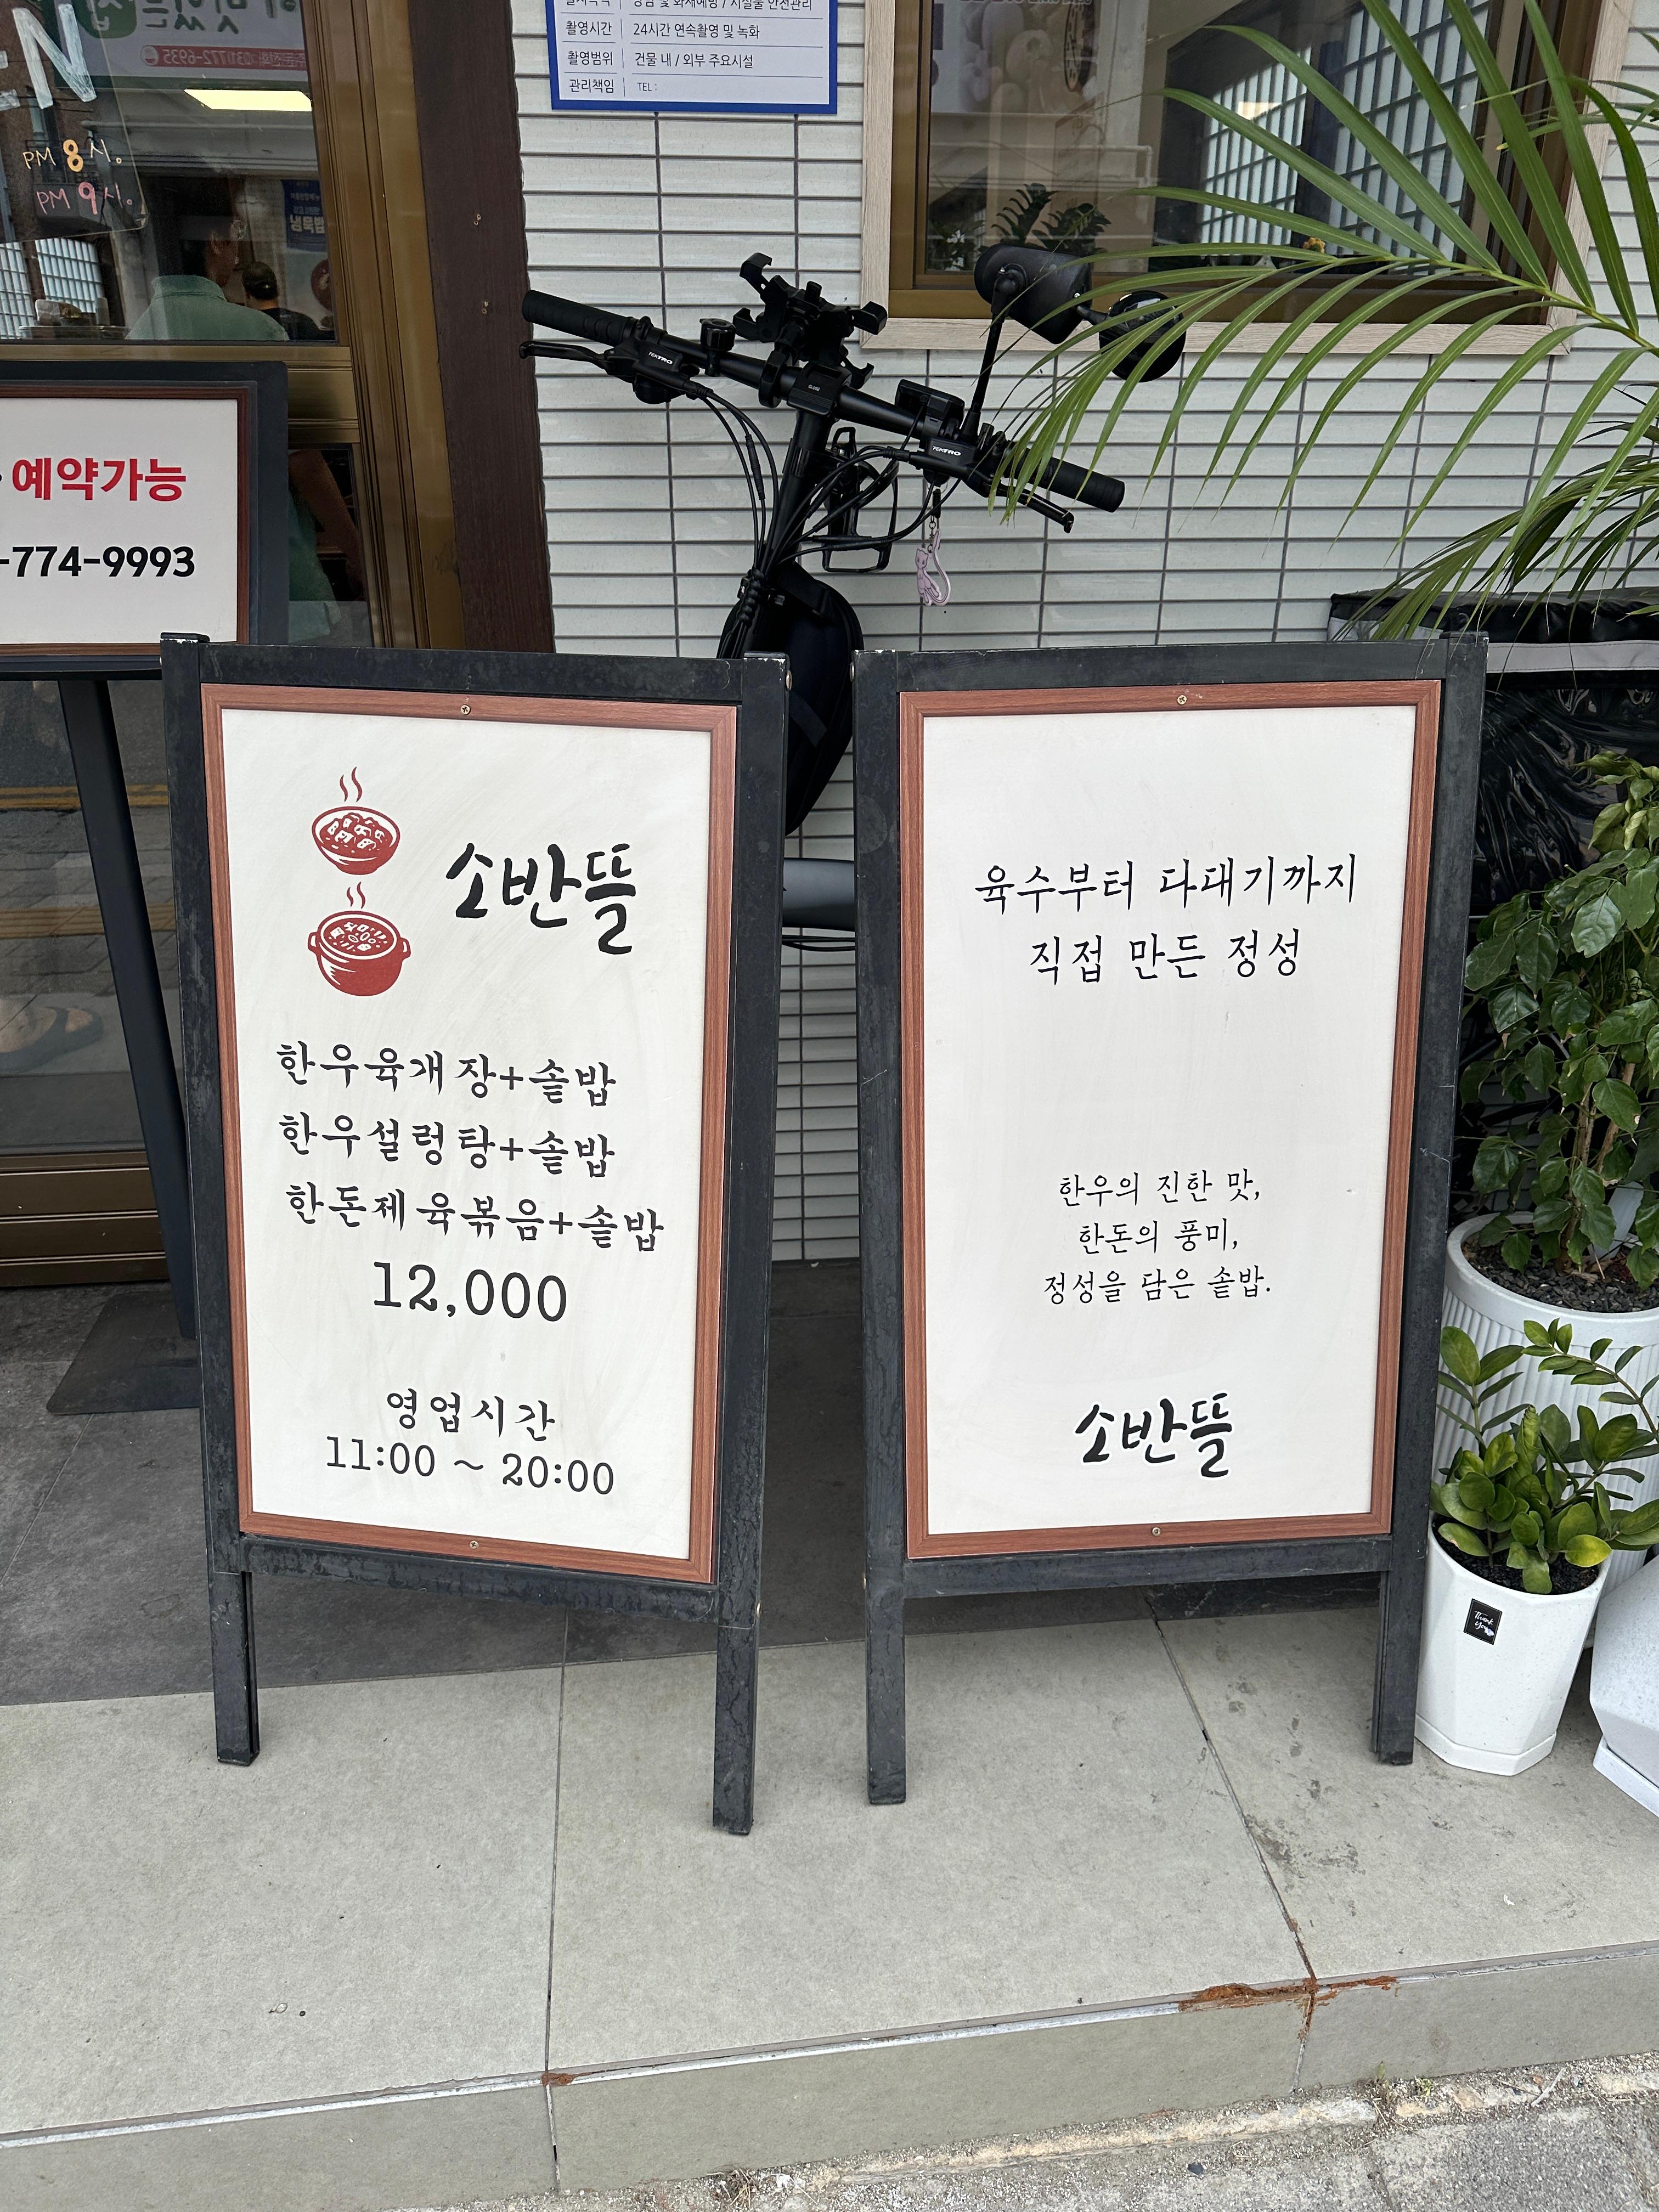 촬영시간 24시간 연속촬영 및 녹화
촬영범위 건물 내 / 외부 주요시설
관리책임 TEL :
PM 8시.
PM 9시.
예약가능
-774-9993
TEKTRO
TEKTRO
소반뜰
한우육개장+솥밥
한우설렁탕+솥밥
한돈제육볶음+솥밥
12,000
영업시간
11:00 ~ 20:00
육수부터 다대기까지
직접 만든 정성
한우의 진한 맛,
한돈의 풍미,
정성을 담은 솥밥.
소반뜰
Thank
you